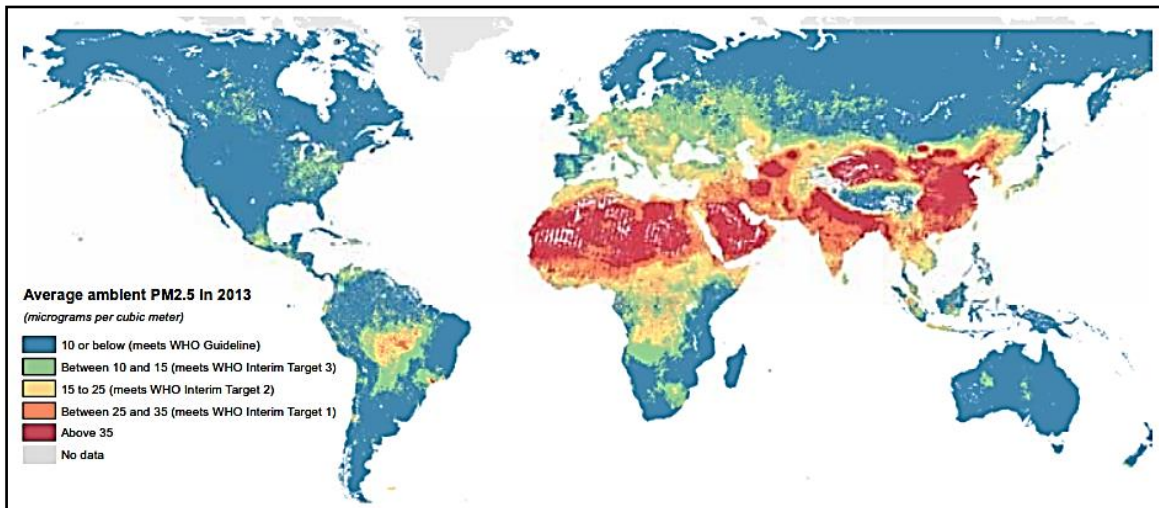 Average ambient PM2.5 in 2013
(micrograms per cubic meter)
10 or below (meets WHO Guideline)
Between 10 and 15 (meets WHO Interim Target 3)
15 to 25 (meets WHO Interim Target 2)
Between 25 and 35 (meets WHO Interim Target 1)
Above 35
No data